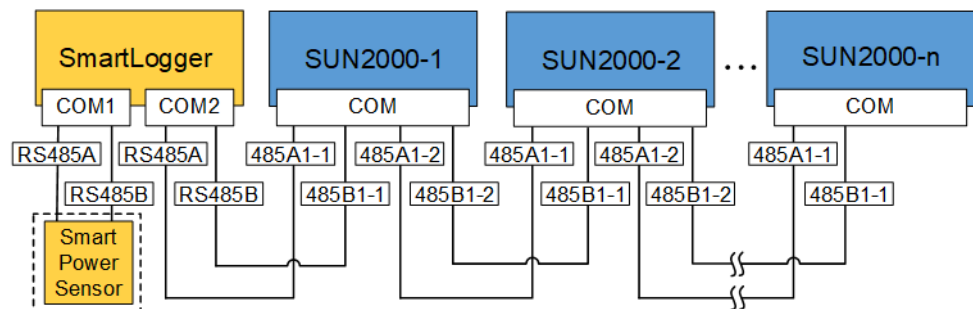 SmartLogger
SUN2000-1
SUN2000-2
...
SUN2000-n
COM1
COM2
COM
COM
COM
RS485A
RS485A
485A1-1
485A1-2
485A1-1
485A1-2
485A1-1
RS485B
RS485B
485B1-1
485B1-2
485B1-1
485B1-2
485B1-1
Smart
Power
Sensor